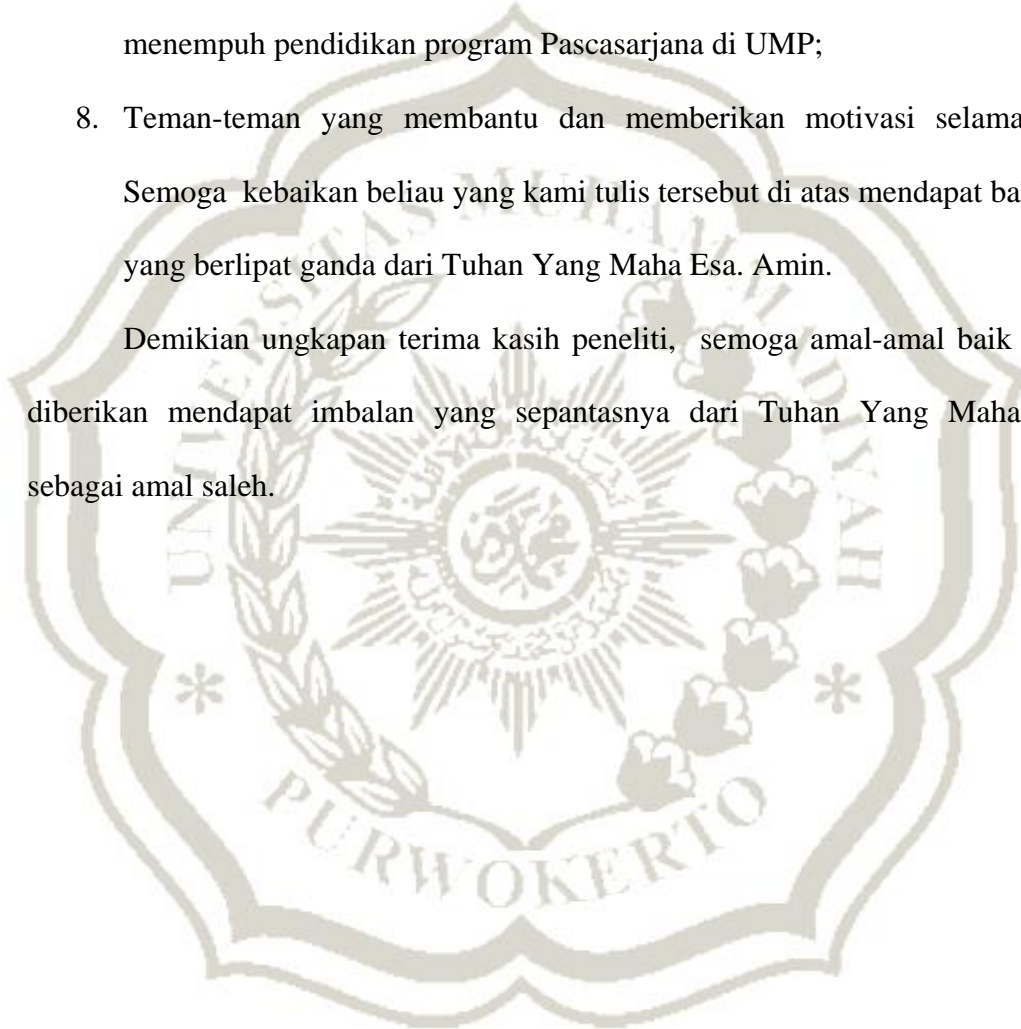 menempuh pendidikan program Pascasarjana di UMP;
8. Teman-teman yang membantu dan memberikan motivasi selama
Semoga kebaikan beliau yang kami tulis tersebut di atas mendapat ba
yang berlipat ganda dari Tuhan Yang Maha Esa. Amin.
Demikian ungkapan terima kasih peneliti, semoga amal-amal baik
diberikan mendapat imbalan yang sepantasnya dari Tuhan Yang Maha
sebagai amal saleh.
UNIVERSITAS MUHAMMADIYAH
* PURWOKERTO *